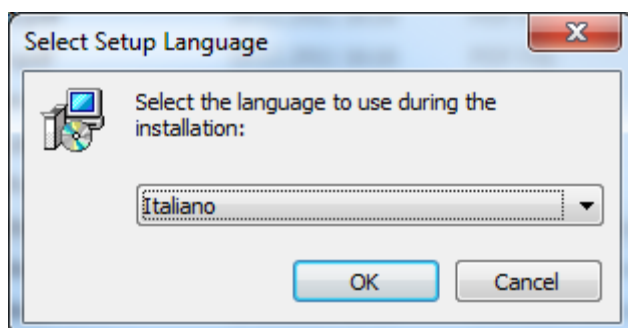 Select Setup Language
Select the language to use during the
installation:
Italiano
OK
Cancel